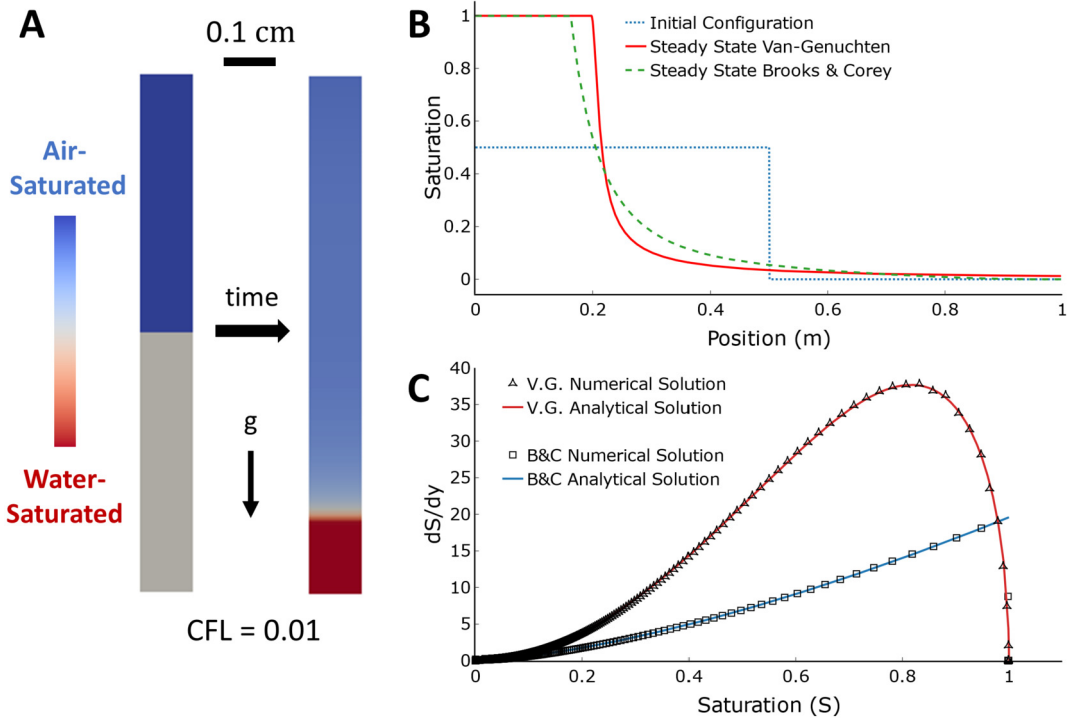 A
0.1 cm
Air-
Saturated
time
g
Water-
Saturated
CFL = 0.01
B
Initial Configuration
Steady State Van-Genuchten
Steady State Brooks & Corey
Saturation
1
0.8
0.6
0.4
0.2
0
0
0.2
0.4
0.6
0.8
1
Position (m)
C
V.G. Numerical Solution
V.G. Analytical Solution
B&C Numerical Solution
B&C Analytical Solution
dS/dy
40
35
30
25
20
15
10
5
0
0
0.2
0.4
0.6
0.8
1
Saturation (S)